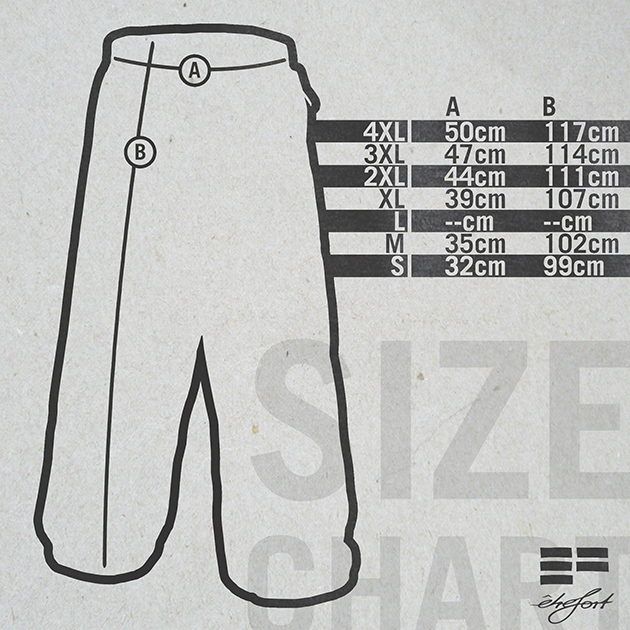 A
B
A B
4XL 50cm 117cm
3XL 47cm 114cm
2XL 44cm 111cm
XL 39cm 107cm
L --cm --cm
M 35cm 102cm
S 32cm 99cm
SIZE
CHART
êtrefort